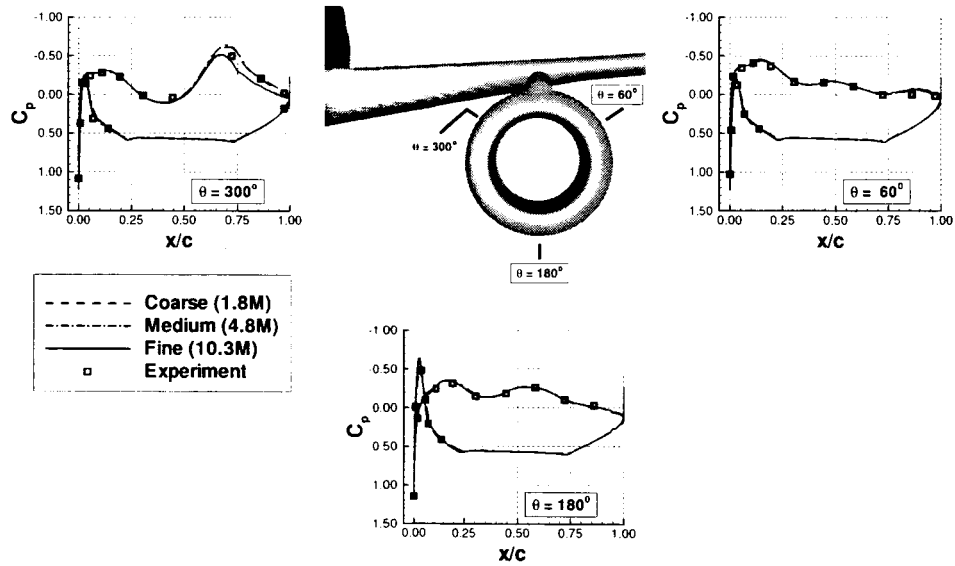 -1.00
-0.50
0.00
0.50
1.00
1.50
Cp
0.00 0.25 0.50 0.75 1.00
x/c
θ = 300°
θ = 60°
θ = 300°
θ = 180°
-1.00
-0.50
0.00
0.50
1.00
1.50
Cp
0.00 0.25 0.50 0.75 1.00
x/c
θ = 60°
Coarse (1.8M)
Medium (4.8M)
Fine (10.3M)
Experiment
-1 00
-0.50
0.00
0 50
1.00
1.50
Cp
0.00 0.25 0.50 0.75 1.00
x/c
θ = 180°